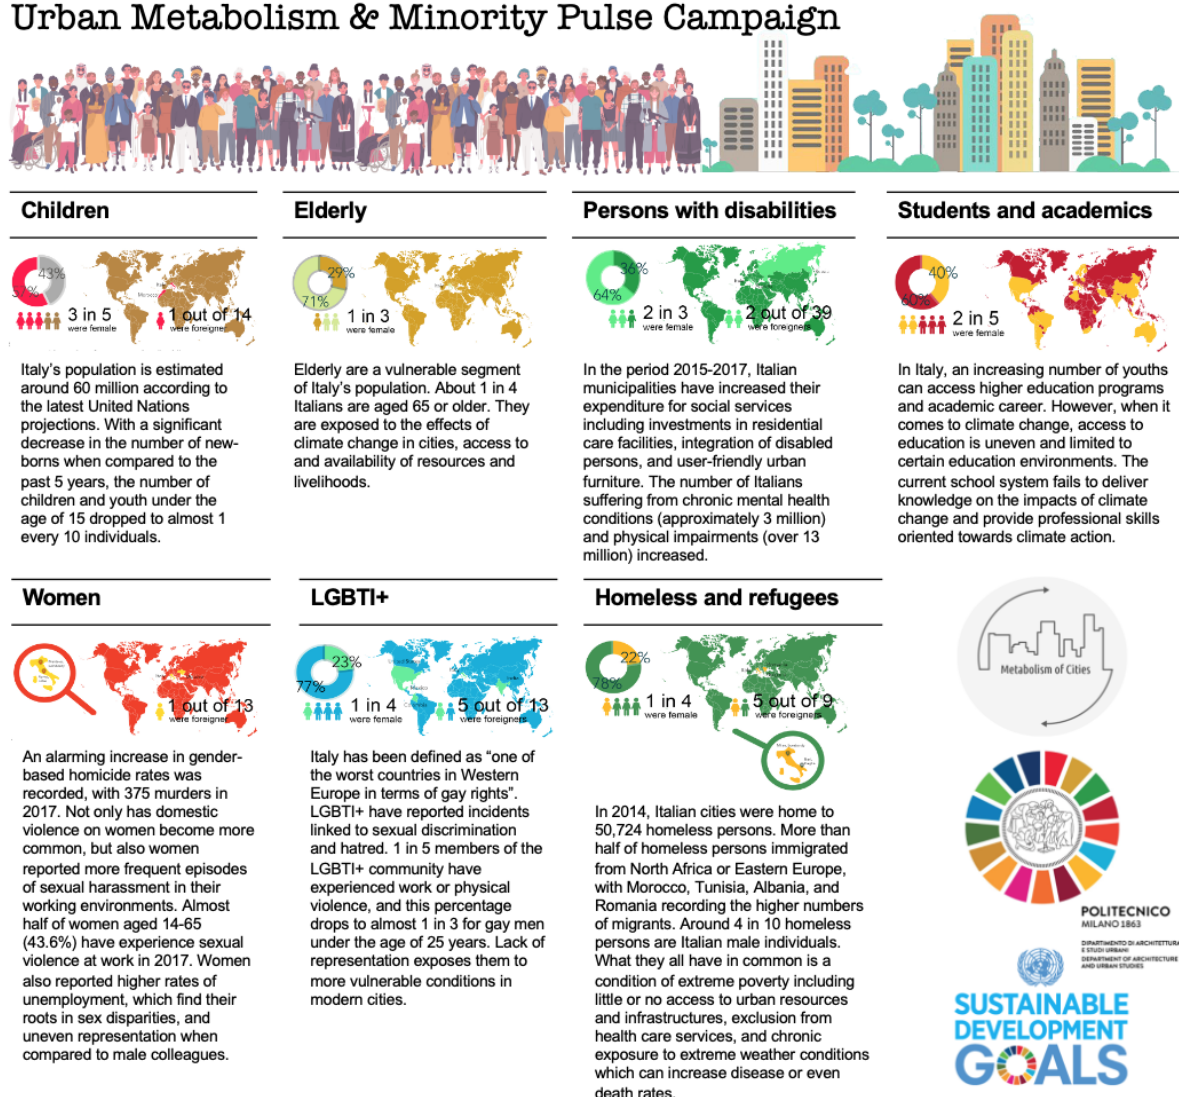 Urban Metabolism & Minority Pulse Campaign
Children
43%
57%
Morocco
3 in 5
were female
1 out of 14
were foreigners
Italy's population is estimated
around 60 million according to
the latest United Nations
projections. With a significant
decrease in the number of new-
borns when compared to the
past 5 years, the number of
children and youth under the
age of 15 dropped to almost 1
every 10 individuals.
Elderly
29%
71%
1 in 3
were female
Elderly are a vulnerable segment
of Italy's population. About 1 in 4
Italians are aged 65 or older. They
are exposed to the effects of
climate change in cities, access to
and availability of resources and
livelihoods.
Persons with disabilities
36%
64%
2 in 3
were female
2 out of 39
were foreigners
In the period 2015-2017, Italian
municipalities have increased their
expenditure for social services
including investments in residential
care facilities, integration of disabled
persons, and user-friendly urban
furniture. The number of Italians
suffering from chronic mental health
conditions (approximately 3 million)
and physical impairments (over 13
million) increased.
Students and academics
40%
60%
2 in 5
were female
In Italy, an increasing number of youths
can access higher education programs
and academic career. However, when it
comes to climate change, access to
education is uneven and limited to
certain education environments. The
current school system fails to deliver
knowledge on the impacts of climate
change and provide professional skills
oriented towards climate action.
Women
1 out of 13
were foreigners
An alarming increase in gender-
based homicide rates was
recorded, with 375 murders in
2017. Not only has domestic
violence on women become more
common, but also women
reported more frequent episodes
of sexual harassment in their
working environments. Almost
half of women aged 14-65
(43.6%) have experience sexual
violence at work in 2017. Women
also reported higher rates of
unemployment, which find their
roots in sex disparities, and
uneven representation when
compared to male colleagues.
LGBTI+
23%
77%
Mexico
1 in 4
were female
5 out of 13
were foreigners
Italy has been defined as "one of
the worst countries in Western
Europe in terms of gay rights".
LGBTI+ have reported incidents
linked to sexual discrimination
and hatred. 1 in 5 members of the
LGBTI+ community have
experienced work or physical
violence, and this percentage
drops to almost 1 in 3 for gay men
under the age of 25 years. Lack of
representation exposes them to
more vulnerable conditions in
modern cities.
Homeless and refugees
22%
78%
1 in 4
were female
5 out of 9
were foreigners
In 2014, Italian cities were home to
50,724 homeless persons. More than
half of homeless persons immigrated
from North Africa or Eastern Europe,
with Morocco, Tunisia, Albania, and
Romania recording the higher numbers
of migrants. Around 4 in 10 homeless
persons are Italian male individuals.
What they all have in common is a
condition of extreme poverty including
little or no access to urban resources
and infrastructures, exclusion from
health care services, and chronic
exposure to extreme weather conditions
which can increase disease or even
death rates.
Metabolism of Cities
POLITECNICO
MILANO 1863
DIPARTIMENTO DI ARCHITETTURA
E STUDI URBANI
DEPARTMENT OF ARCHITECTURE
AND URBAN STUDIES
SUSTAINABLE
DEVELOPMENT
GOALS